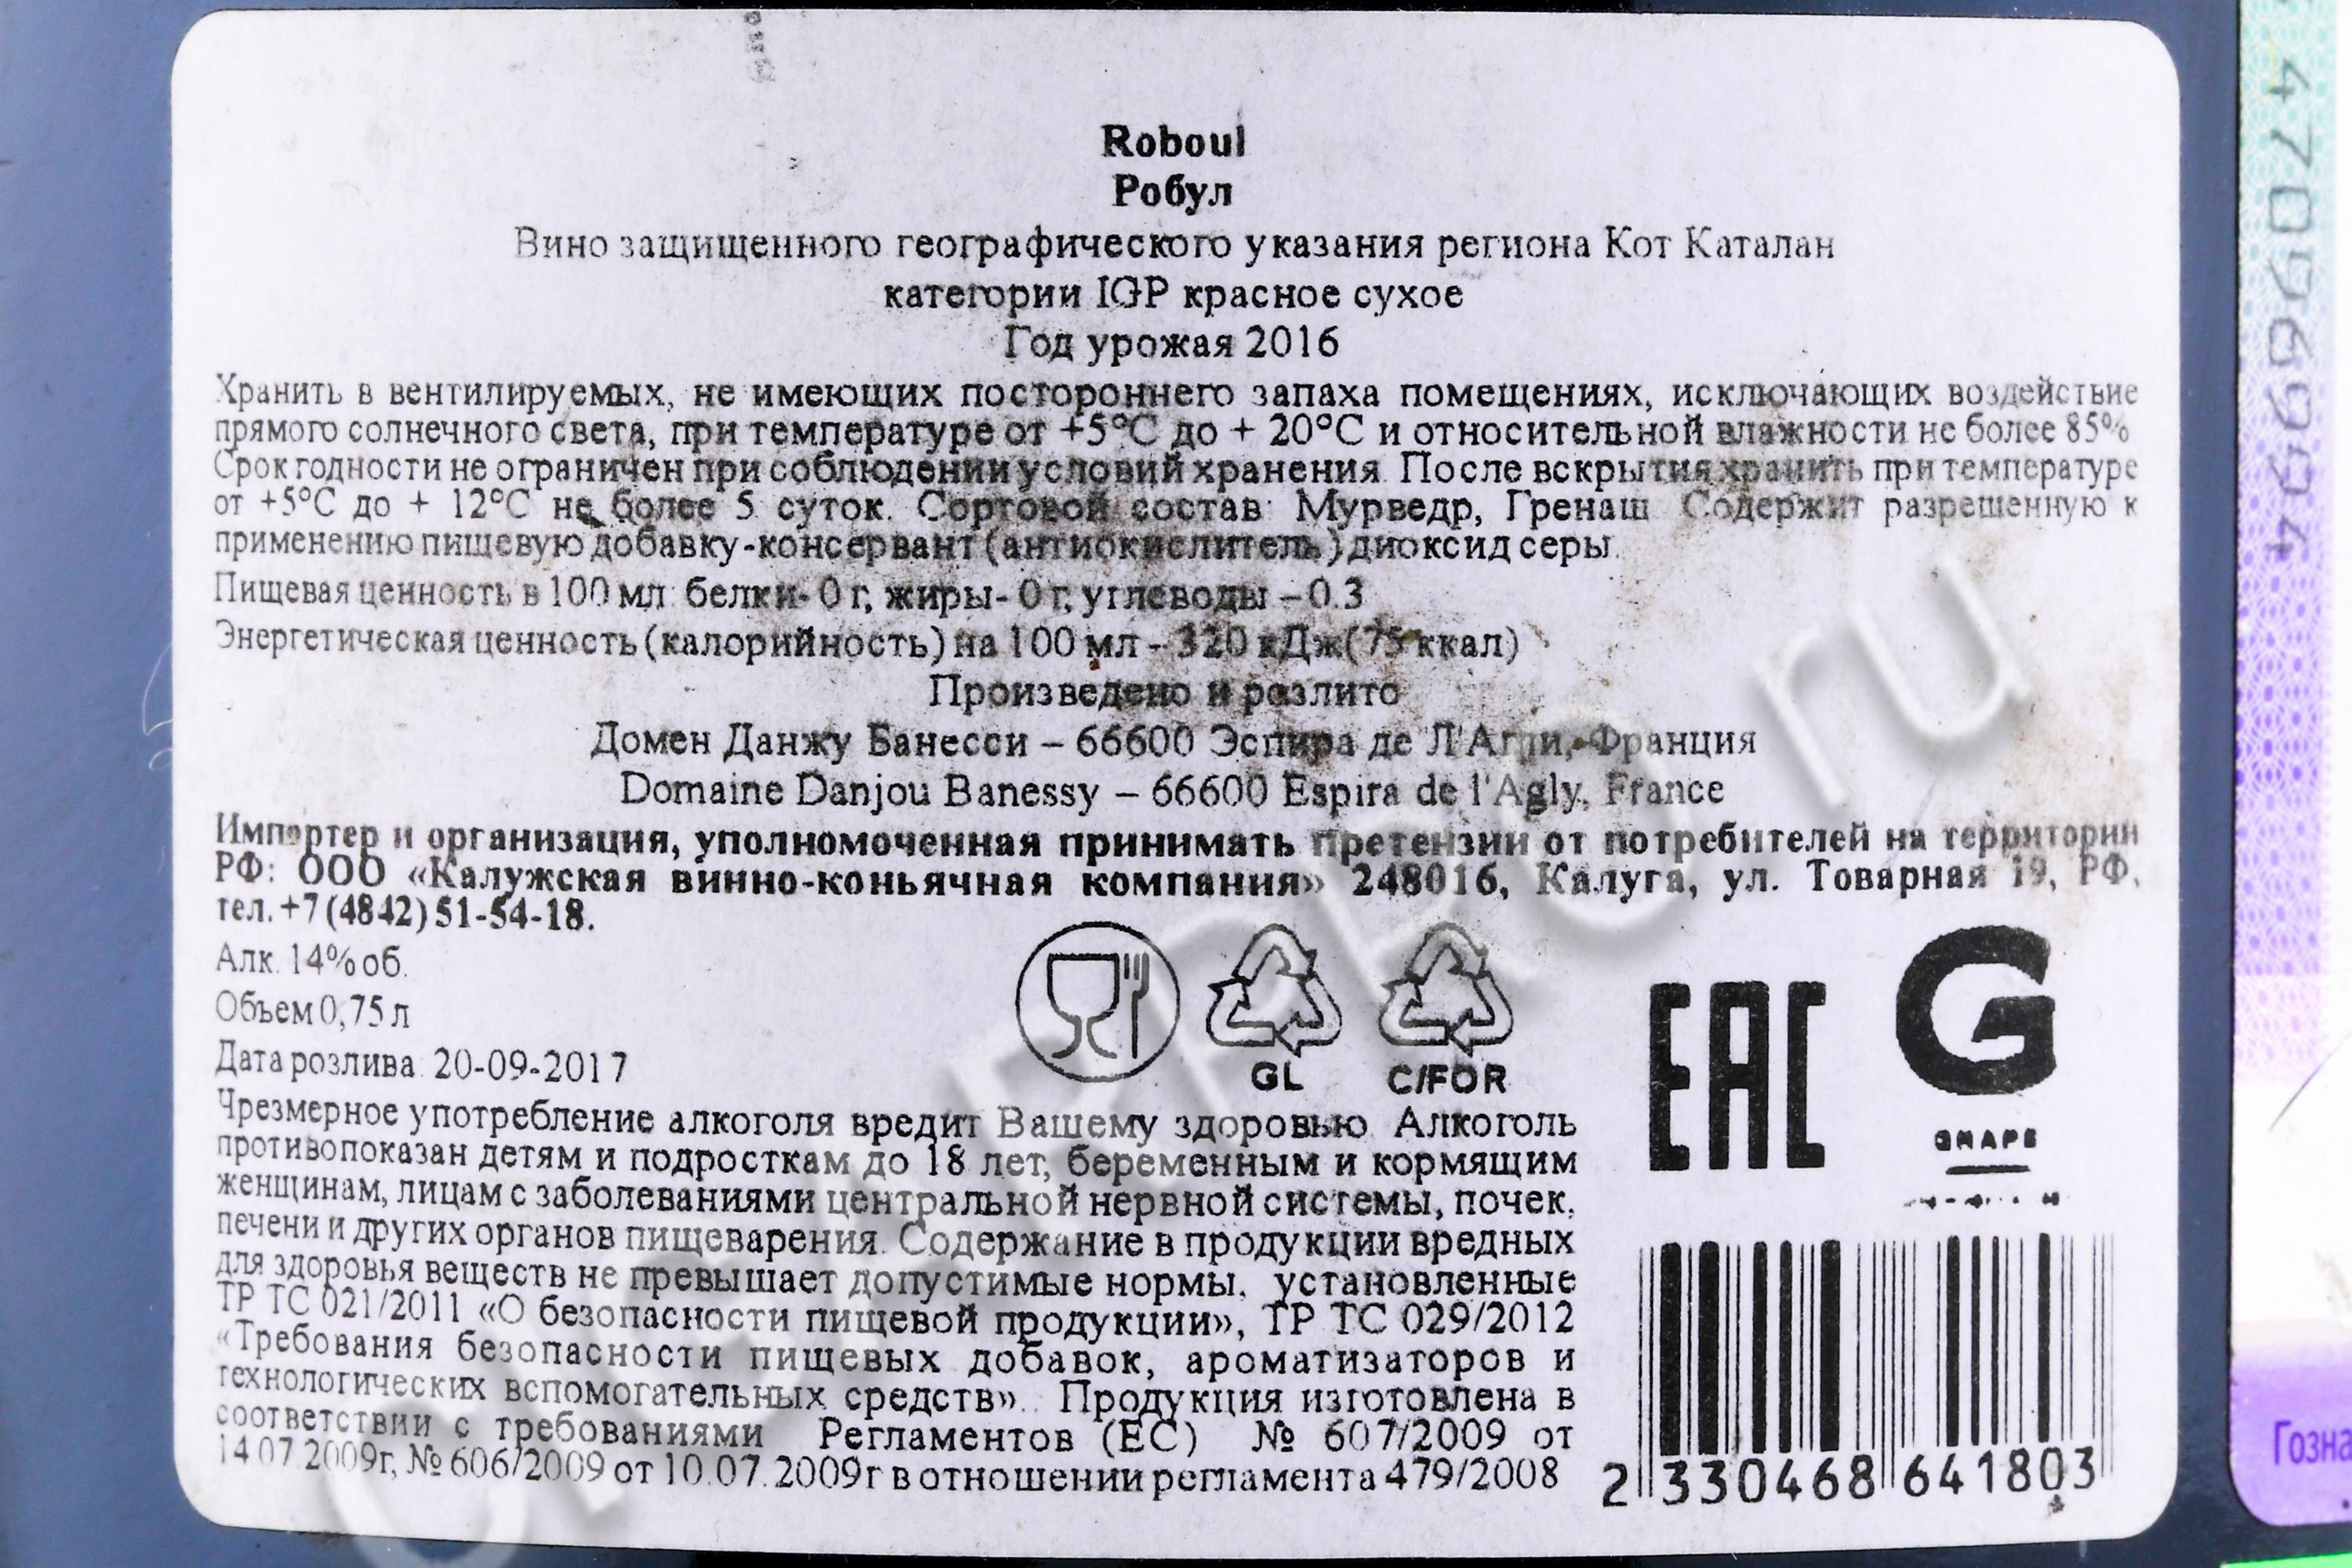 Roboul
Робул
Вино защищенного географического указания региона Кот Каталан
категории IGP красное сухое
Год урожая 2016
Хранить в вентилируемых, не имеющих постороннего запаха помещениях, исключающих воздействие
прямого солнечного света, при температуре от +5°С до + 20°С и относительной влажности не более 85%
Срок годности не ограничен при соблюдении условий хранения. После вскрытия хранить при температуре
от +5°С до + 12°С не более 5 суток. Сортовой состав: Мурведр, Гренаш. Содержит разрешенную к
применению пищевую добавку-консервант (антиокислитель) диоксид серы.
Пищевая ценность в 100 мл: белки- 0 г, жиры- 0 г, углеводы – 0.3
Энергетическая ценность (калорийность) на 100 мл - 320 кДж (75 ккал)
Произведено и розлито
Домен Данжу Банесси – 66600 Эспира де Л'Агли, Франция
Domaine Danjou Banessy – 66600 Espira de l'Agly, France
Импортер и организация, уполномоченная принимать претензии от потребителей на территории
РФ: ООО «Калужская винно-коньячная компания» 248016, Калуга, ул. Товарная 19, РФ,
тел. +7 (4842) 51-54-18.
Алк. 14% об.
Объем 0,75 л
Дата розлива: 20-09-2017
GL
C/FOR
EAC
G
Чрезмерное употребление алкоголя вредит Вашему здоровью. Алкоголь
противопоказан детям и подросткам до 18 лет, беременным и кормящим
женщинам, лицам с заболеваниями центральной нервной системы, почек,
печени и других органов пищеварения. Содержание в продукции вредных
для здоровья веществ не превышает допустимые нормы, установленные
ТР ТС 021/2011 «О безопасности пищевой продукции», ТР ТС 029/2012
«Требования безопасности пищевых добавок, ароматизаторов и
технологических вспомогательных средств».. Продукция изготовлена в
соответствии с требованиями Регламентов (ЕС) № 607/2009 от
14.07.2009г, № 606/2009 от 10.07.2009г в отношении регламента 479/2008
2 330468 641803